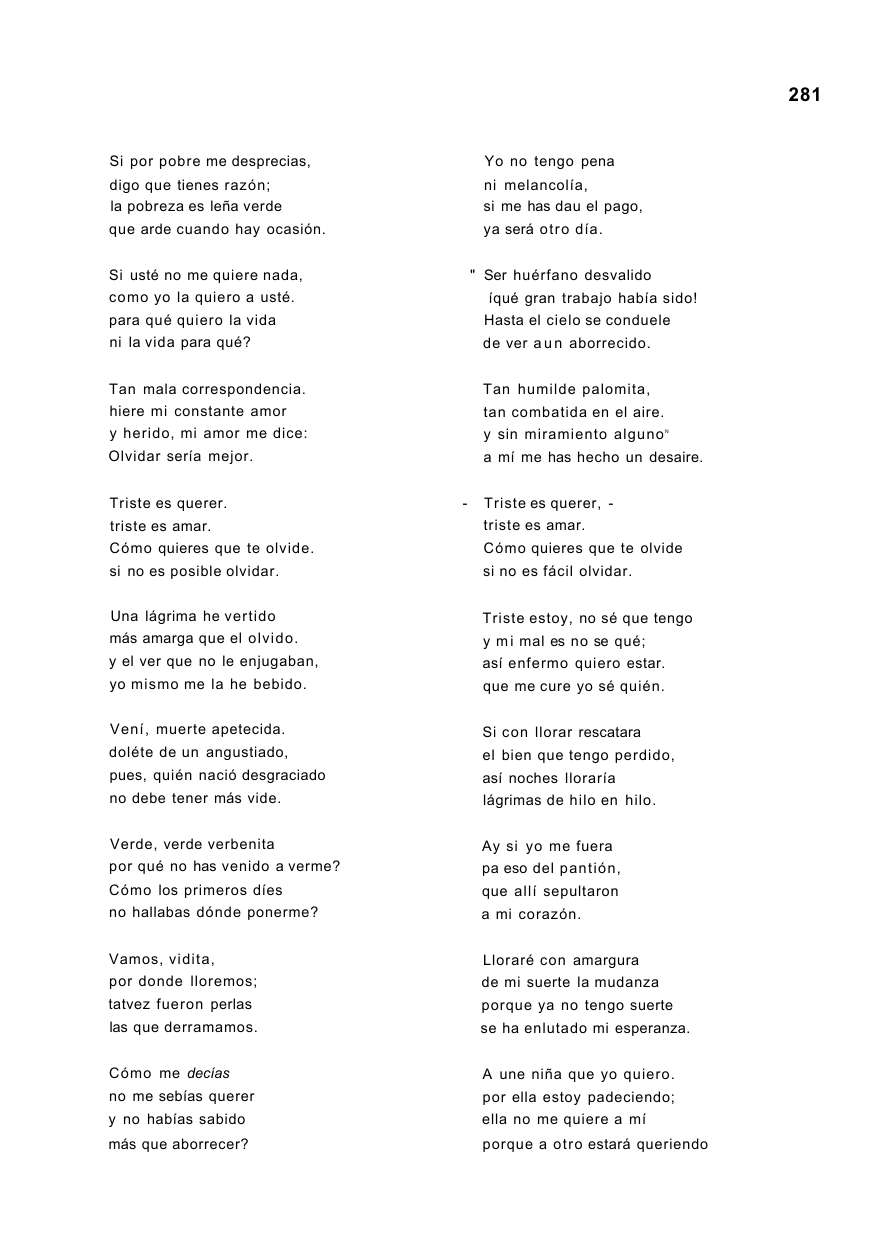 281
Si por pobre me desprecias,
digo que tienes razón;
la pobreza es leña verde
que arde cuando hay ocasión.
Si usté no me quiere nada,
como yo la quiero a usté.
para qué quiero la vida
ni la vida para qué?
Tan mala correspondencia.
hiere mi constante amor
y herido, mi amor me dice:
Olvidar sería mejor.
Triste es querer.
triste es amar.
Cómo quieres que te olvide.
si no es posible olvidar.
Una lágrima he vertido
más amarga que el olvido.
y el ver que no le enjugaban,
yo mismo me la he bebido.
Vení, muerte apetecida.
doléte de un angustiado,
pues, quién nació desgraciado
no debe tener más vide.
Verde, verde verbenita
por qué no has venido a verme?
Cómo los primeros díes
no hallabas dónde ponerme?
Vamos, vidita,
por donde lloremos;
tatvez fueron perlas
las que derramamos.
Cómo me decías
no me sebías querer
y no habías sabido
más que aborrecer?
Yo no tengo pena
ni melancolía,
si me has dau el pago,
ya será otro día.
" Ser huérfano desvalido
íqué gran trabajo había sido!
Hasta el cielo se conduele
de ver aun aborrecido.
Tan humilde palomita,
tan combatida en el aire.
y sin miramiento alguno
a mí me has hecho un desaire.
- Triste es querer, -
triste es amar.
Cómo quieres que te olvide
si no es fácil olvidar.
Triste estoy, no sé que tengo
y mi mal es no se qué;
así enfermo quiero estar.
que me cure yo sé quién.
Si con llorar rescatara
el bien que tengo perdido,
así noches lloraría
lágrimas de hilo en hilo.
Ay si yo me fuera
pa eso del pantión,
que allí sepultaron
a mi corazón.
Lloraré con amargura
de mi suerte la mudanza
porque ya no tengo suerte
se ha enlutado mi esperanza.
A une niña que yo quiero.
por ella estoy padeciendo;
ella no me quiere a mí
porque a otro estará queriendo